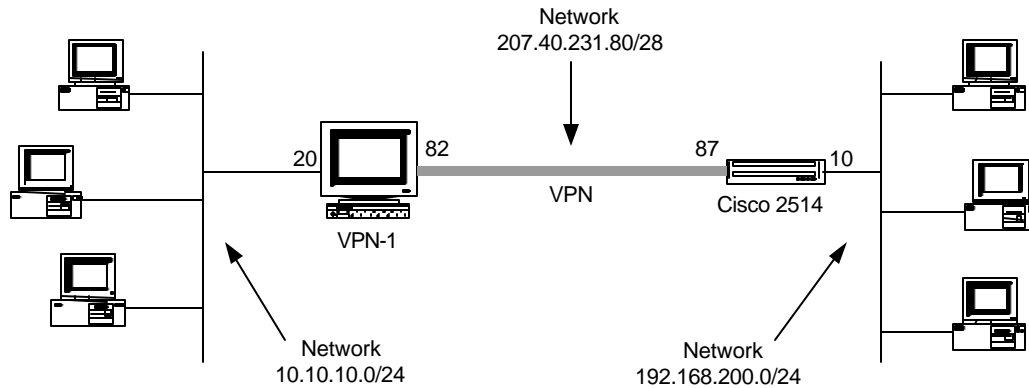 Network
207.40.231.80/28
20
82
87
10
VPN
Cisco 2514
VPN-1
Network
10.10.10.0/24
Network
192.168.200.0/24